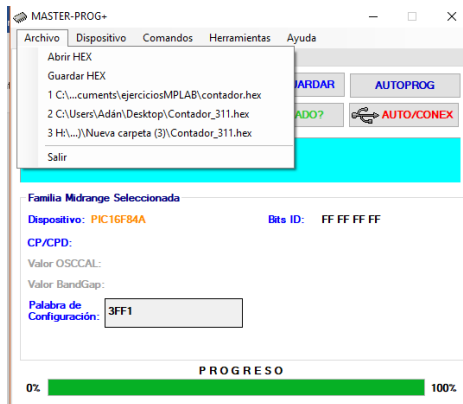 MASTER-PROG+
Archivo Dispositivo Comandos Herramientas Ayuda
Abrir HEX
Guardar HEX
1 C:\...cuments\ejerciciosMPLAB\contador.hex
2 C:\Users\Adán\Desktop\Contador_311.hex
3 H:\...)\Nueva carpeta (3)\Contador_311.hex
Salir
UARDAR AUTOPROG
ADO? AUTO/CONEX
Familia Midrange Seleccionada
Dispositivo: PIC16F84A Bits ID: FF FF FF FF
CP/CPD:
Valor OSCCAL:
Valor BandGap:
Palabra de
Configuración: 3FF1
PROGRESO
0% 100%